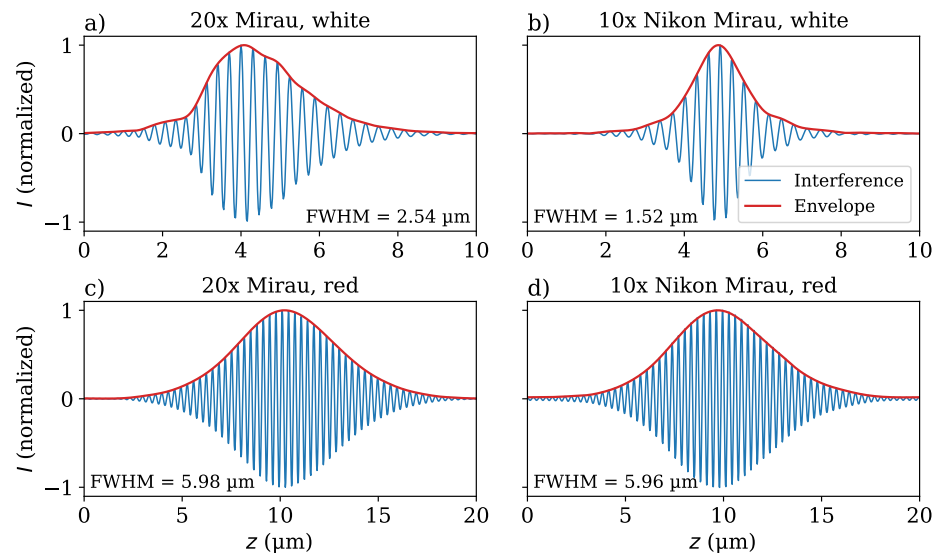 a) 20x Mirau, white
b) 10x Nikon Mirau, white
I (normalized)
1
0
−1
FWHM = 2.54 µm
FWHM = 1.52 µm
Interference
Envelope
0 2 4 6 8 10
0 2 4 6 8 10
c) 20x Mirau, red
d) 10x Nikon Mirau, red
I (normalized)
1
0
−1
FWHM = 5.98 µm
FWHM = 5.96 µm
0 5 10 15 20
0 5 10 15 20
z (µm)
z (µm)